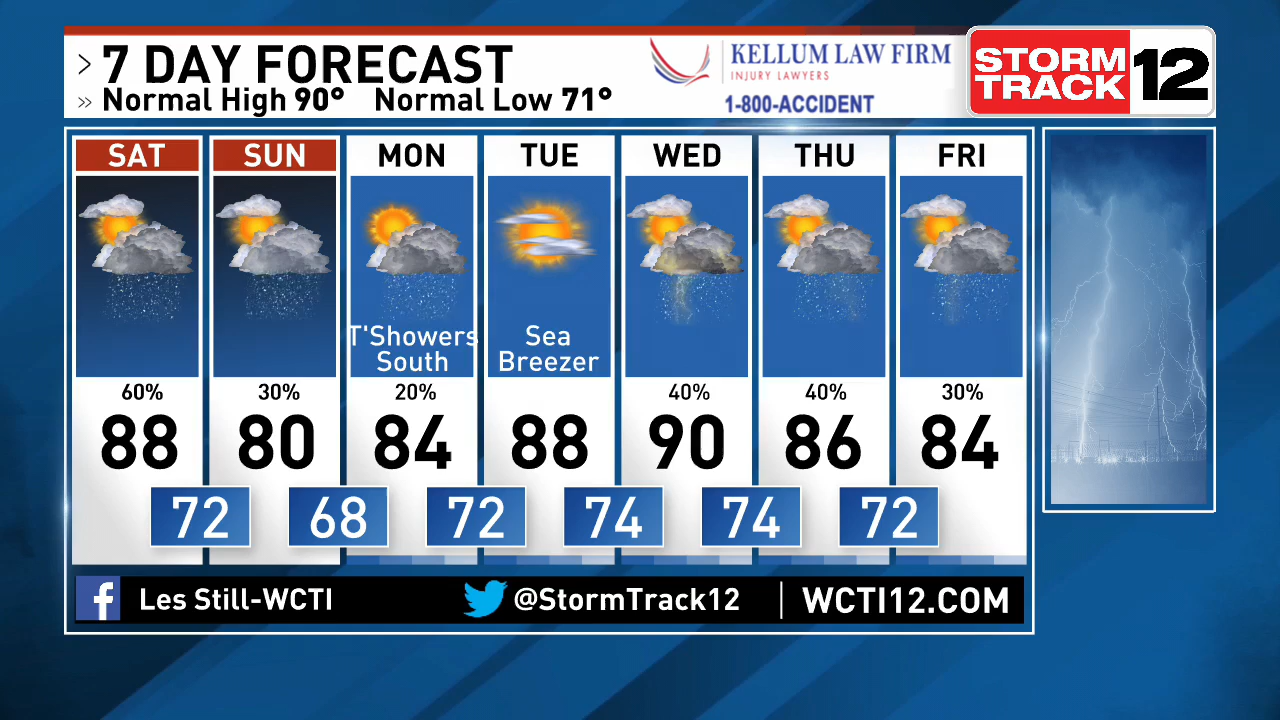 > 7 DAY FORECAST
» Normal High 90° Normal Low 71°
KELLUM LAW FIRM
INJURY LAWYERS
1-800-ACCIDENT
STORM
TRACK 12
SAT SUN MON TUE WED THU FRI
T'Showers
South
Sea
Breezer
60% 30% 20% 40% 40% 30%
88 80 84 88 90 86 84
72 68 72 74 74 72
f Les Still-WCTI @StormTrack12 | WCTI12.COM